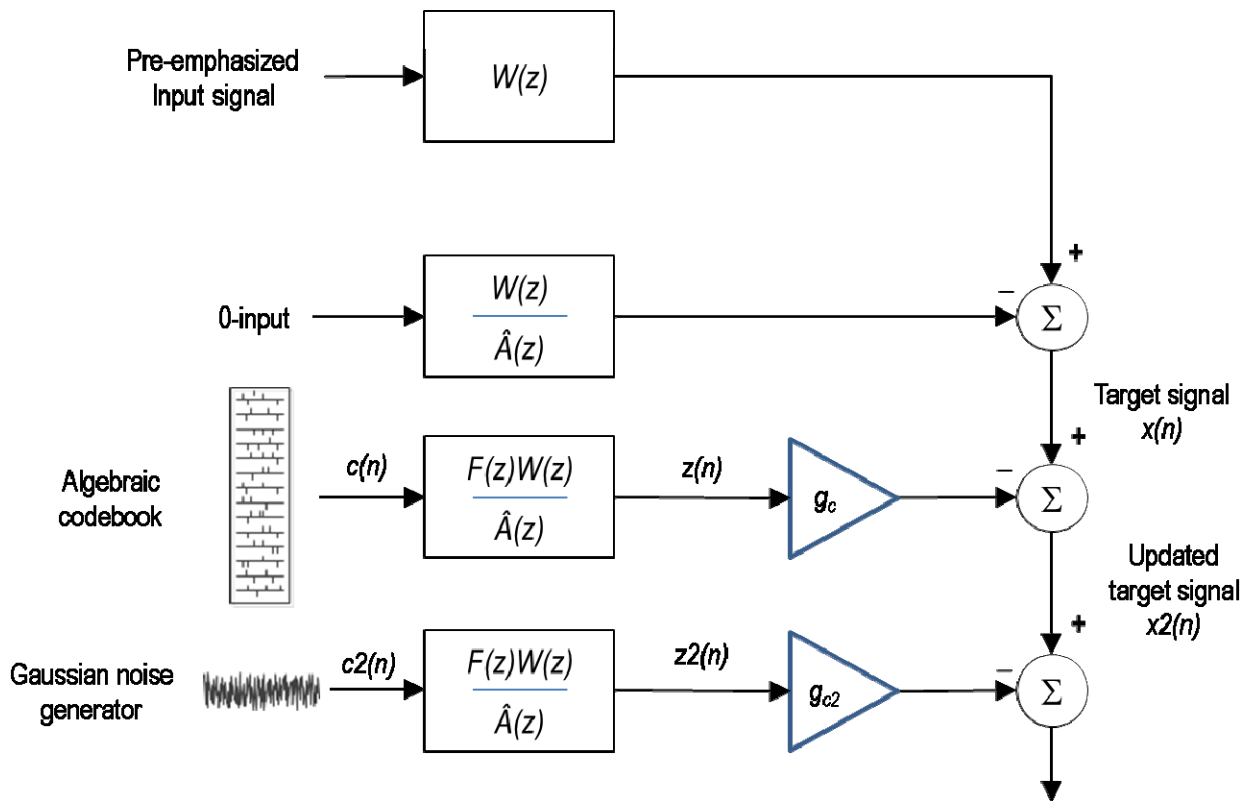 Pre-emphasized
Input signal
W(z)
+
0-input
W(z)
Â(z)
–
Σ
Target signal
x(n)
+
Algebraic
codebook
c(n)
F(z)W(z)
Â(z)
z(n)
gc
–
Σ
Updated
target signal
x2(n)
+
Gaussian noise
generator
c2(n)
F(z)W(z)
Â(z)
z2(n)
gc2
–
Σ